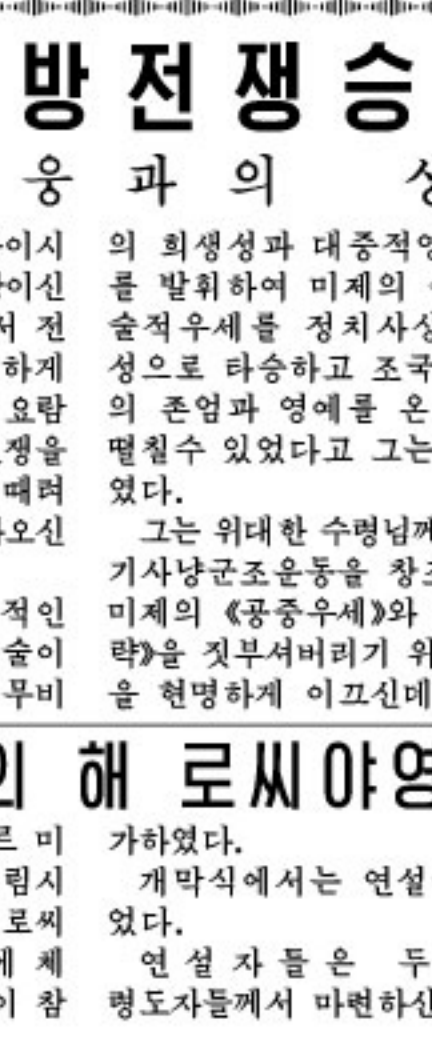 방전쟁승
웅과의
이시
이신
서 전
하게
요람
쟁을
때려
오신
적인
술이
무비
의 희생성과 대중적영
를 발휘하여 미제의
술적우세를 정치사상
성으로 타승하고 조국
의 존엄과 영예를 온
떨칠수 있었다고 그는
였다.
그는 위대한 수령님께
기사냥군조운동을 창조
미제의 《공중우세》와
략》을 짓부셔버리기 위
을 현명하게 이끄신데
의 해 로씨야영
르 미
림시
로씨
에 체
이 참
가하였다.
개막식에서는 연설
었다.
연설자들은 두
령도자들께서 마련하신